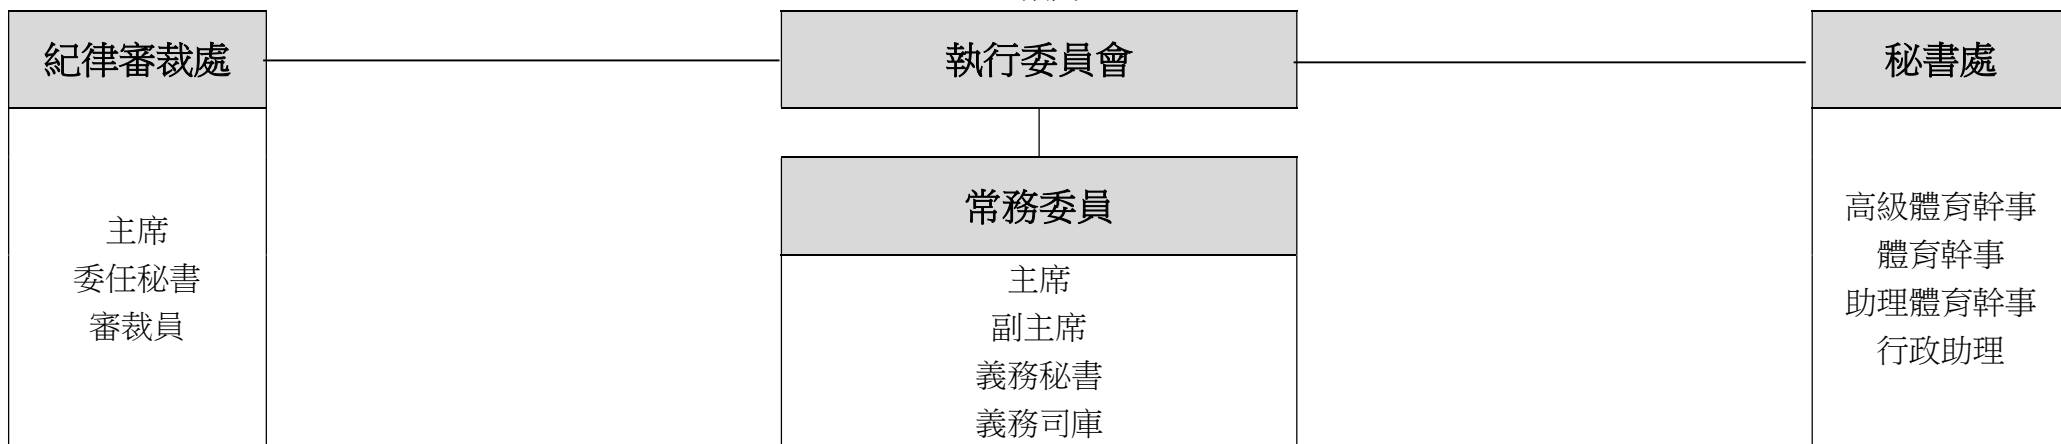 紀律審裁處
執行委員會
秘書處
主席
委任秘書
審裁員
常務委員
主席
副主席
義務秘書
義務司庫
高級體育幹事
體育幹事
助理體育幹事
行政助理